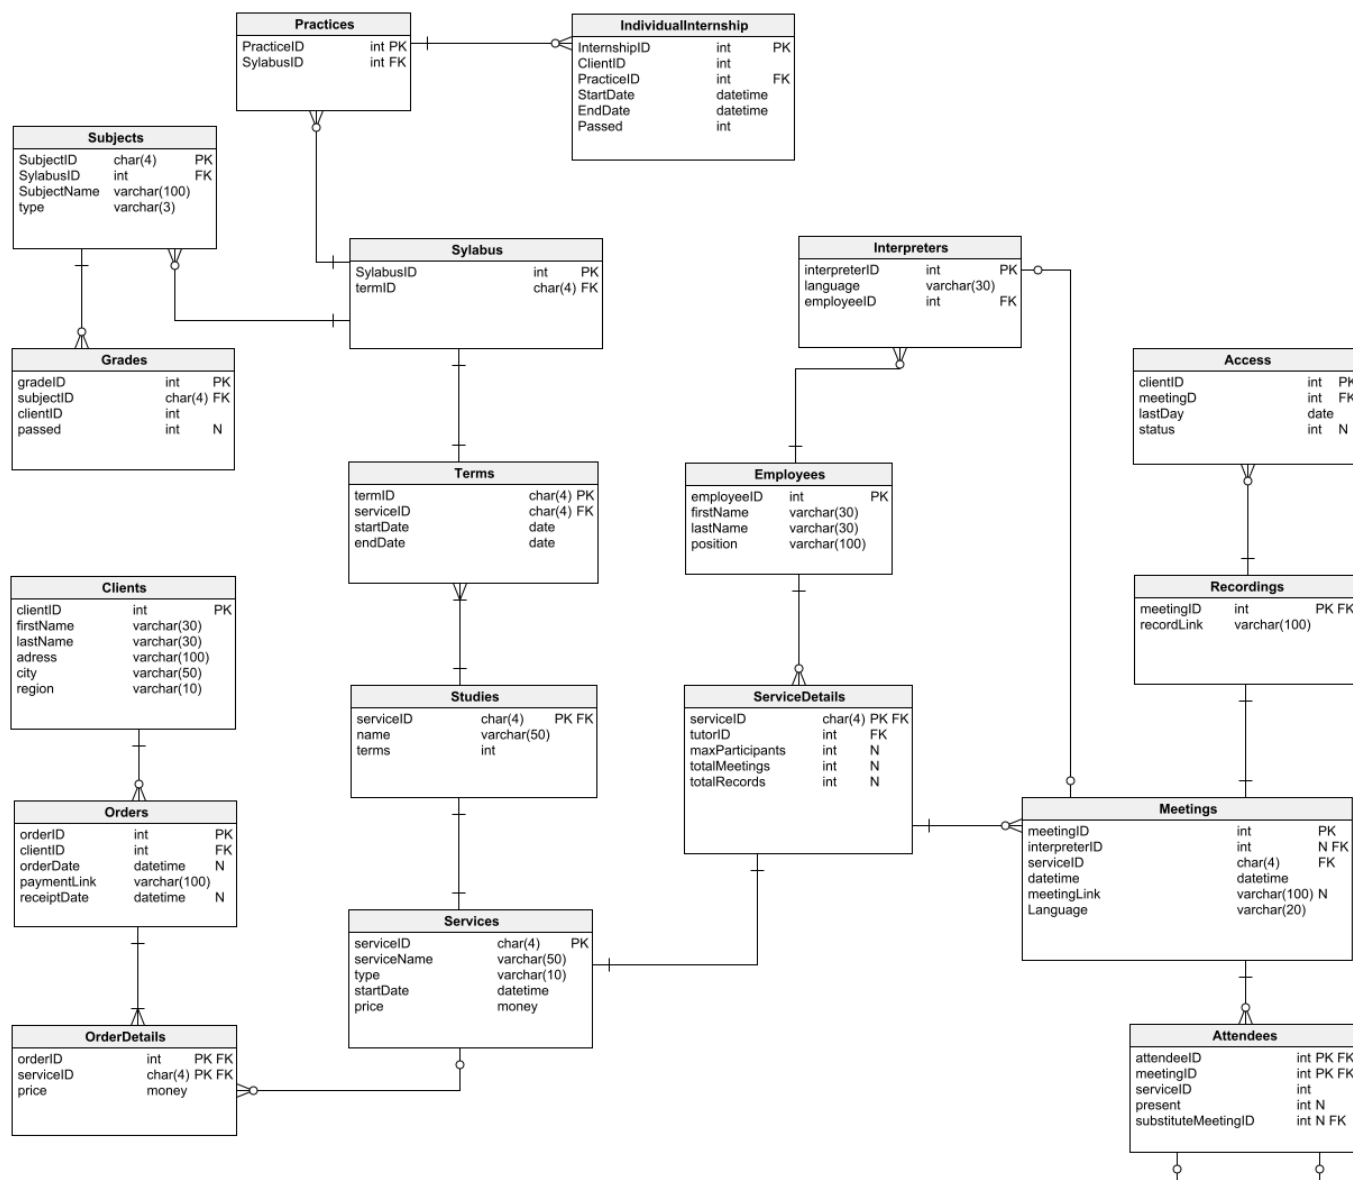 Practices
PracticeID int PK
SylabusID int FK
IndividualInternship
InternshipID int PK
ClientID int
PracticeID int FK
StartDate datetime
EndDate datetime
Passed int
Subjects
SubjectID char(4) PK
SylabusID int FK
SubjectName varchar(100)
type varchar(3)
Sylabus
SylabusID int PK
termID char(4) FK
Interpreters
interpreterID int PK
language varchar(30)
employeeID int FK
Grades
gradeID int PK
subjectID char(4) FK
clientID int
passed int N
Access
clientID int PK
meetingD int FK
lastDay date
status int N
Terms
termID char(4) PK
serviceID char(4) FK
startDate date
endDate date
Employees
employeeID int PK
firstName varchar(30)
lastName varchar(30)
position varchar(100)
Clients
clientID int PK
firstName varchar(30)
lastName varchar(30)
adress varchar(100)
city varchar(50)
region varchar(10)
Recordings
meetingID int PK FK
recordLink varchar(100)
Studies
serviceID char(4) PK FK
name varchar(50)
terms int
ServiceDetails
serviceID char(4) PK FK
tutorID int FK
maxParticipants int N
totalMeetings int N
totalRecords int N
Orders
orderID int PK
clientID int FK
orderDate datetime N
paymentLink varchar(100)
receiptDate datetime N
Meetings
meetingID int PK
interpreterID int N FK
serviceID char(4) FK
datetime datetime
meetingLink varchar(100) N
Language varchar(20)
Services
serviceID char(4) PK
serviceName varchar(50)
type varchar(10)
startDate datetime
price money
OrderDetails
orderID int PK FK
serviceID char(4) PK FK
price money
Attendees
attendeeID int PK FK
meetingID int PK FK
serviceID int
present int N
substituteMeetingID int N FK